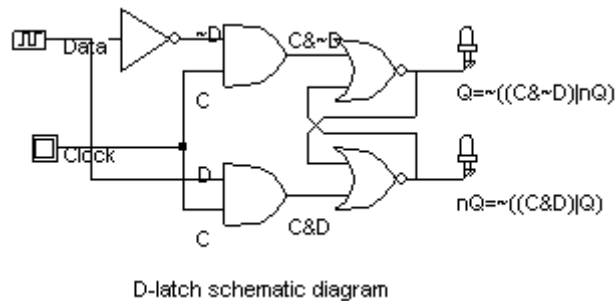 Data
~D
C&~D
C
Q=~((C&~D)|nQ)
Clock
D
C
C&D
nQ=~((C&D)|Q)
D-latch schematic diagram